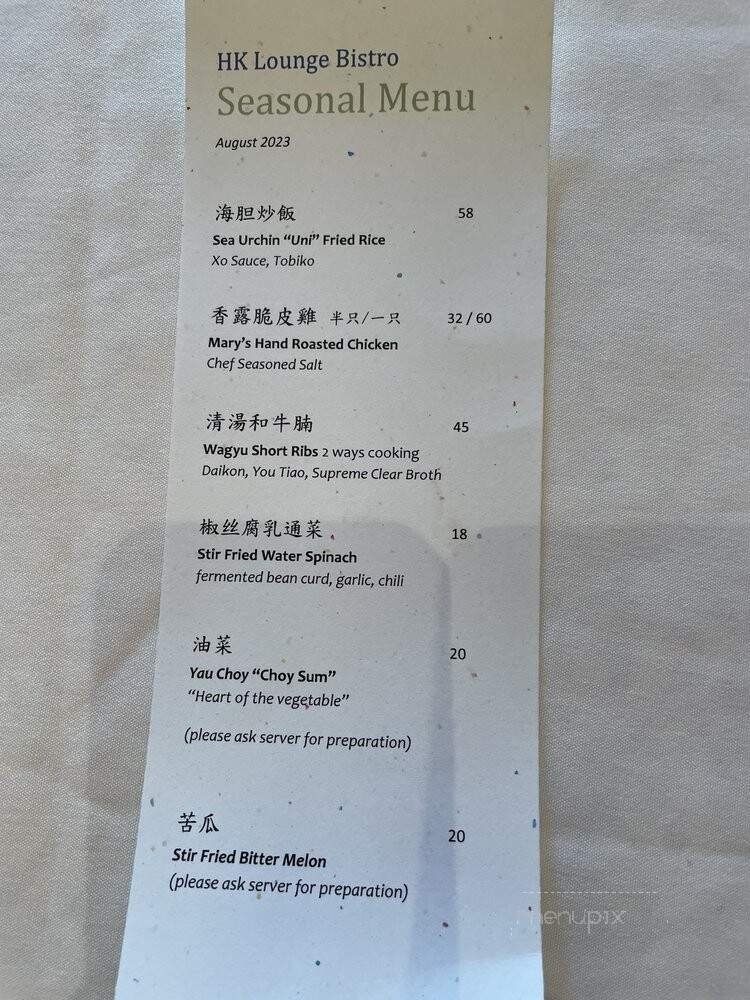 HK Lounge Bistro
Seasonal Menu
August 2023
海胆炒飯 58
Sea Urchin “Uni” Fried Rice
Xo Sauce, Tobiko
香露脆皮雞 半只/一只 32 / 60
Mary's Hand Roasted Chicken
Chef Seasoned Salt
清湯和牛腩 45
Wagyu Short Ribs 2 ways cooking
Daikon, You Tiao, Supreme Clear Broth
椒丝腐乳通菜 18
Stir Fried Water Spinach
fermented bean curd, garlic, chili
油菜 20
Yau Choy “Choy Sum”
“Heart of the vegetable”
(please ask server for preparation)
苦瓜 20
Stir Fried Bitter Melon
(please ask server for preparation)
menupix